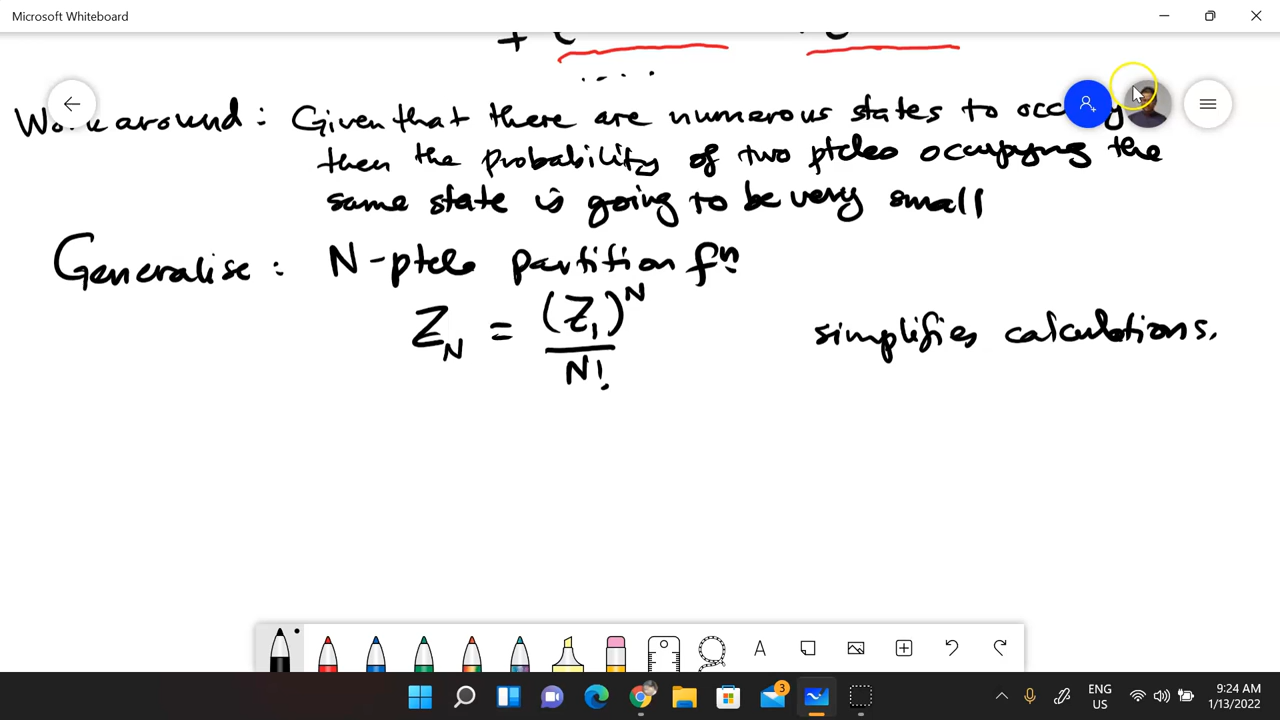 Microsoft Whiteboard
+ e
. . . .
Workaround: Given that there are numerous states to occupy
then the probability of two ptcles occupying the
same state is going to be very small
Generalise: N-ptcle partition fⁿ.
Z_N = (Z_1)^N / N! simplifies calculations.
A
3
ENG
US
9:24 AM
1/13/2022